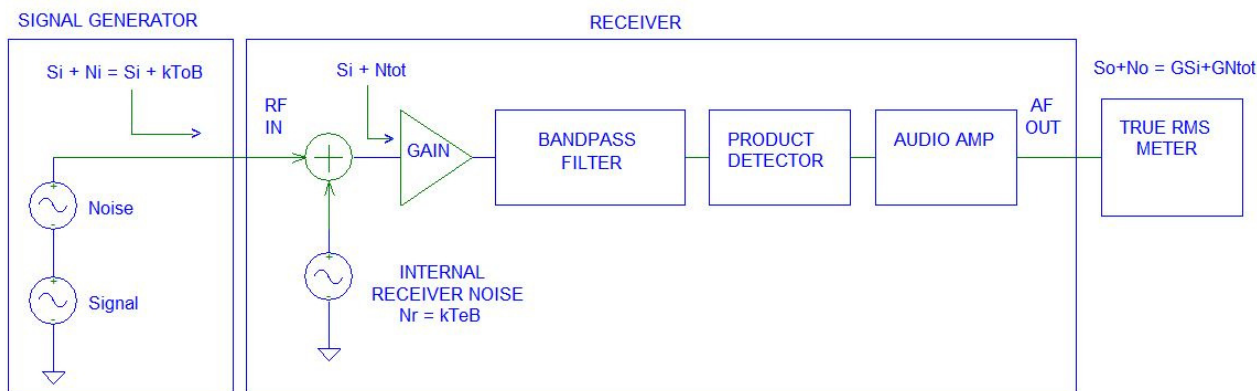 SIGNAL GENERATOR
RECEIVER
Si + Ni = Si + kToB
Si + Ntot
So+No = GSi+GNtot
RF
IN
GAIN
BANDPASS
FILTER
PRODUCT
DETECTOR
AUDIO AMP
AF
OUT
TRUE RMS
METER
+
-
Noise
+
-
Signal
+
-
INTERNAL
RECEIVER NOISE
Nr = kTeB